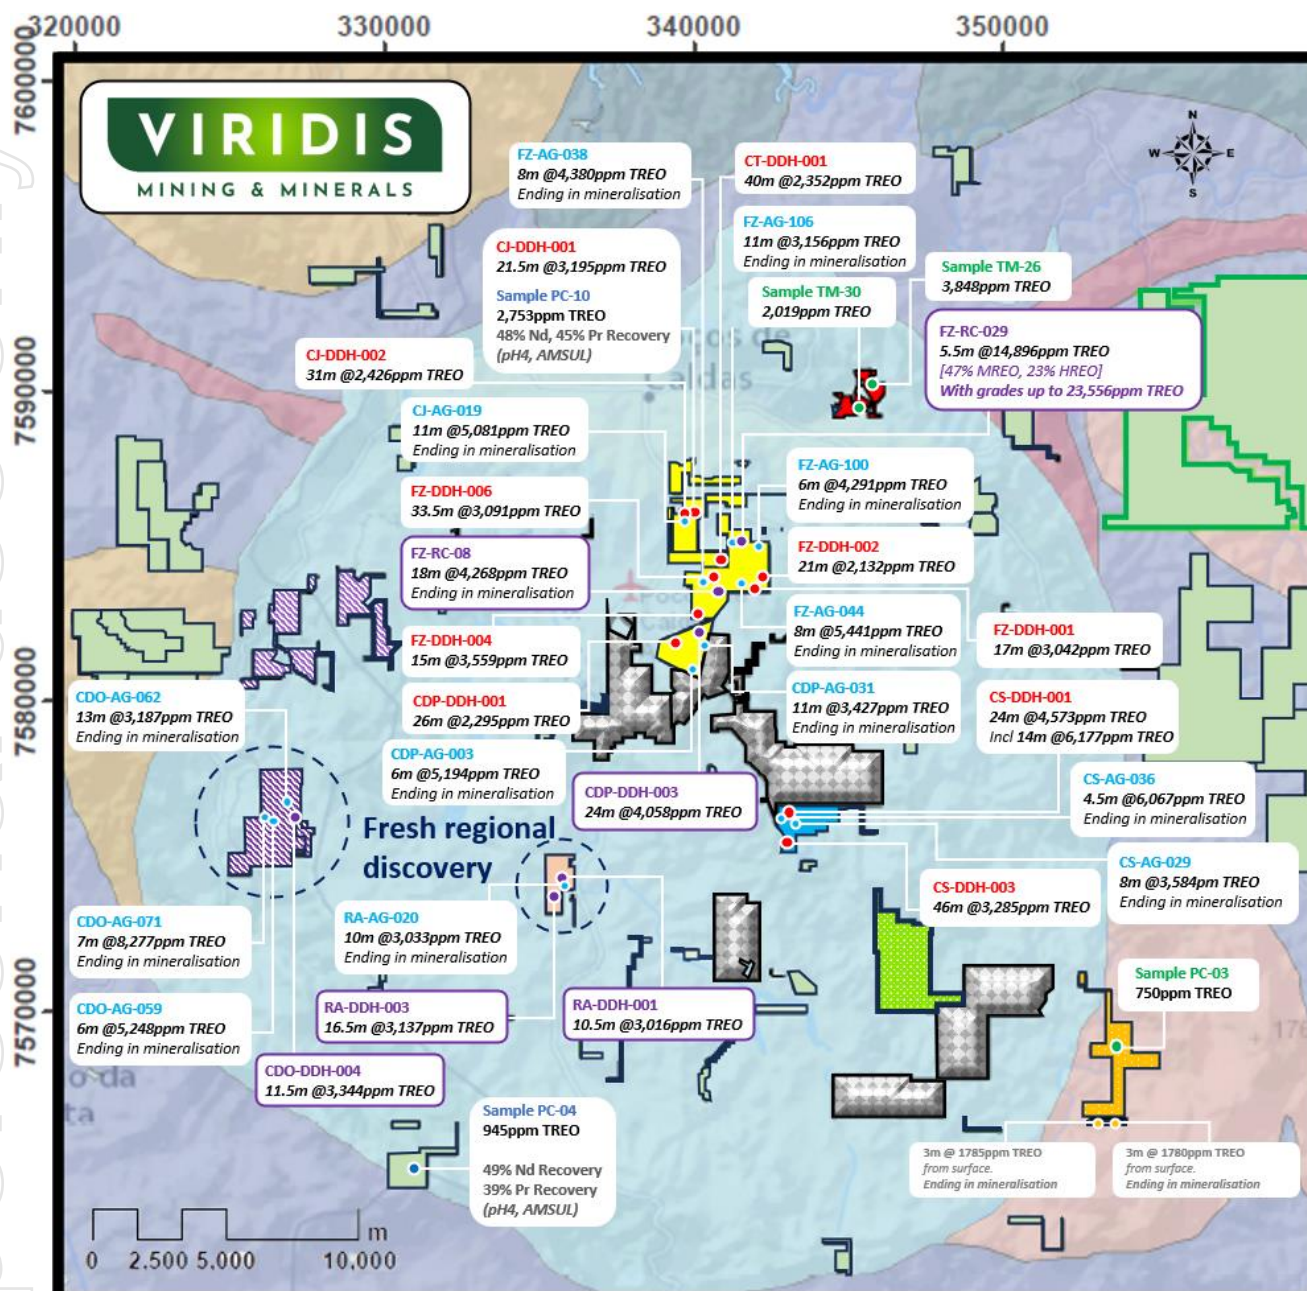 320000
330000
340000
350000
7600000
7590000
7580000
7570000
VIRIDIS
MINING & MINERALS
FZ-AG-038
8m @4,380ppm TREO
Ending in mineralisation
CT-DDH-001
40m @2,352ppm TREO
FZ-AG-106
11m @3,156ppm TREO
Ending in mineralisation
CJ-DDH-001
21.5m @3,195ppm TREO
Sample PC-10
2,753ppm TREO
48% Nd, 45% Pr Recovery
(pH4, AMSUL)
Sample TM-30
2,019ppm TREO
Sample TM-26
3,848ppm TREO
FZ-RC-029
5.5m @14,896ppm TREO
[47% MREO, 23% HREO]
With grades up to 23,556ppm TREO
CJ-DDH-002
31m @2,426ppm TREO
os de
Caldas
CJ-AG-019
11m @5,081ppm TREO
Ending in mineralisation
FZ-DDH-006
33.5m @3,091ppm TREO
FZ-AG-100
6m @4,291ppm TREO
Ending in mineralisation
FZ-RC-08
18m @4,268ppm TREO
Ending in mineralisation
FZ-DDH-002
21m @2,132ppm TREO
FZ-DDH-004
15m @3,559ppm TREO
FZ-AG-044
8m @5,441ppm TREO
Ending in mineralisation
FZ-DDH-001
17m @3,042ppm TREO
CDO-AG-062
13m @3,187ppm TREO
Ending in mineralisation
CDP-DDH-001
26m @2,295ppm TREO
CDP-AG-031
11m @3,427ppm TREO
Ending in mineralisation
CS-DDH-001
24m @4,573ppm TREO
Incl 14m @6,177ppm TREO
CDP-AG-003
6m @5,194ppm TREO
Ending in mineralisation
CDP-DDH-003
24m @4,058ppm TREO
CS-AG-036
4.5m @6,067ppm TREO
Ending in mineralisation
Fresh regional
discovery
CS-AG-029
8m @3,584pm TREO
Ending in mineralisation
CS-DDH-003
46m @3,285ppm TREO
CDO-AG-071
7m @8,277ppm TREO
Ending in mineralisation
RA-AG-020
10m @3,033ppm TREO
Ending in mineralisation
CDO-AG-059
6m @5,248ppm TREO
Ending in mineralisation
RA-DDH-003
16.5m @3,137ppm TREO
RA-DDH-001
10.5m @3,016ppm TREO
Sample PC-03
750ppm TREO
CDO-DDH-004
11.5m @3,344ppm TREO
o da
ta
Sample PC-04
945ppm TREO
49% Nd Recovery
39% Pr Recovery
(pH4, AMSUL)
3m @ 1785ppm TREO
from surface.
Ending in mineralisation
3m @ 1780ppm TREO
from surface.
Ending in mineralisation
N
W
E
S
m
0
2.500
5,000
10,000